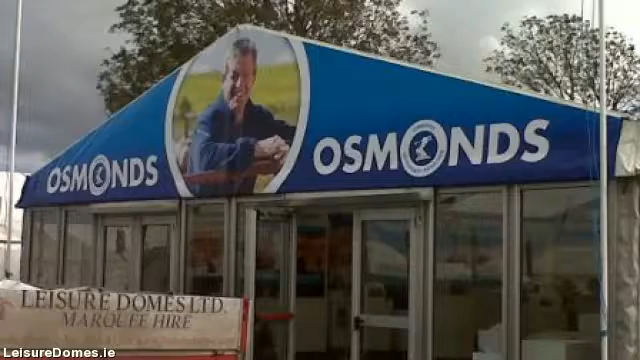 OSMONDS
OSMONDS
LEISURE DOMES LTD.
MARQUEE HIRE
LeisureDomes.ie